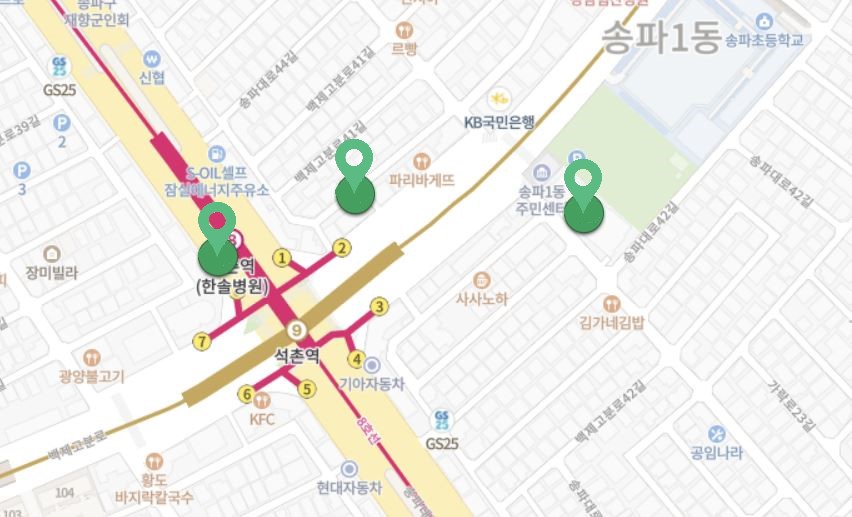 송파구
재향군인회
르빵
송파1동
송파초등학교
GS
25
GS25
신협
송파대로44길
백제고분로41길
KB국민은행
P
2
P
3
S-OIL셀프
잠실에너지주유소
백제고분로41길
파리바게뜨
송파1동
주민센터
P
송파대로42길
송파대로42길
장미빌라
8
(한솔병원)
1
2
3
4
5
6
7
9
석촌역
사사노하
김가네김밥
광양불고기
기아자동차
KFC
8호선
GS
25
GS25
백제고분로42길
가락로23길
공임나라
백제고분로
황도
바지락칼국수
현대자동차
104
103